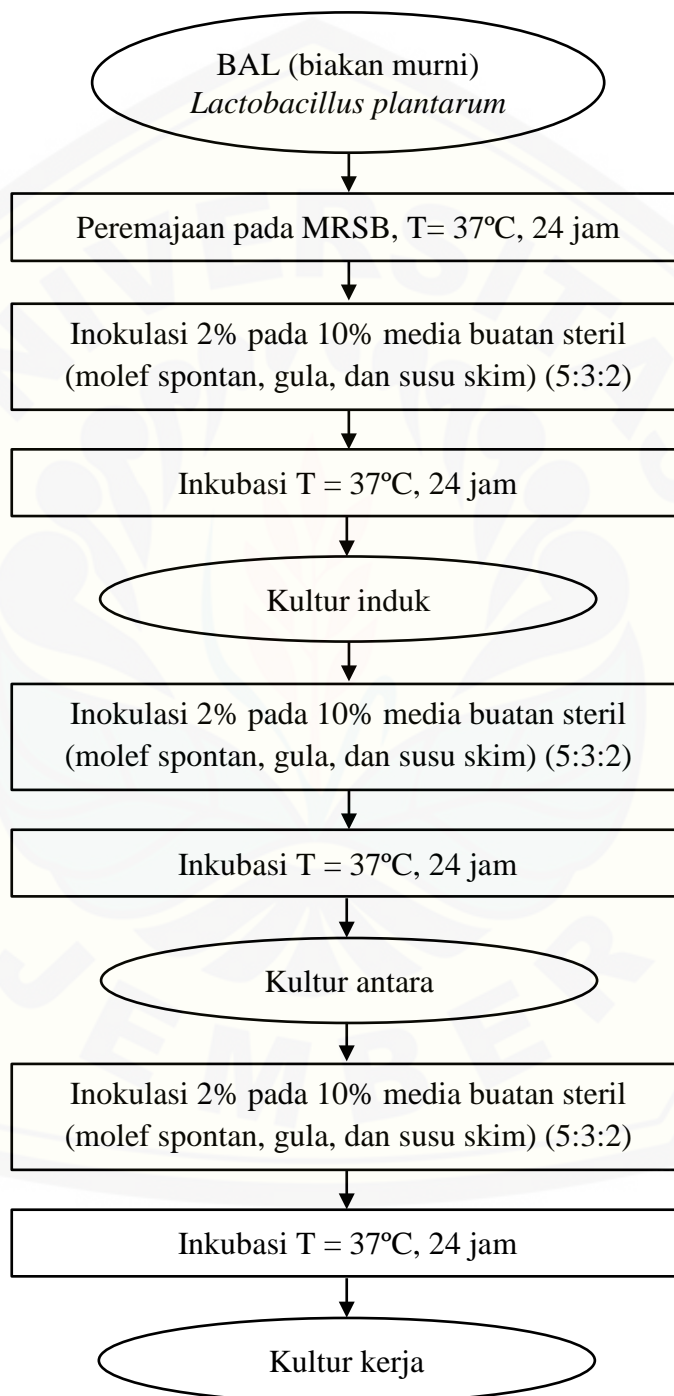 BAL (biakan murni)
Lactobacillus plantarum
Peremajaan pada MRSB, T= 37ºC, 24 jam
Inokulasi 2% pada 10% media buatan steril
(molef spontan, gula, dan susu skim) (5:3:2)
Inkubasi T = 37ºC, 24 jam
Kultur induk
Inokulasi 2% pada 10% media buatan steril
(molef spontan, gula, dan susu skim) (5:3:2)
Inkubasi T = 37ºC, 24 jam
Kultur antara
Inokulasi 2% pada 10% media buatan steril
(molef spontan, gula, dan susu skim) (5:3:2)
Inkubasi T = 37ºC, 24 jam
Kultur kerja
UNIVERSITAS
JEMBER